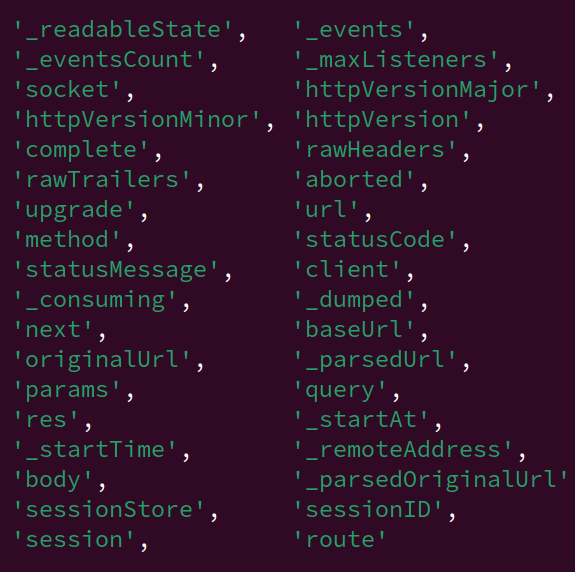 '_readableState',   '_events',
'_eventsCount',     '_maxListeners',
'socket',           'httpVersionMajor',
'httpVersionMinor', 'httpVersion',
'complete',         'rawHeaders',
'rawTrailers',      'aborted',
'upgrade',          'url',
'method',           'statusCode',
'statusMessage',    'client',
'_consuming',       '_dumped',
'next',             'baseUrl',
'originalUrl',      '_parsedUrl',
'params',           'query',
'res',              '_startAt',
'_startTime',       '_remoteAddress',
'body',             '_parsedOriginalUrl'
'sessionStore',     'sessionID',
'session',          'route'